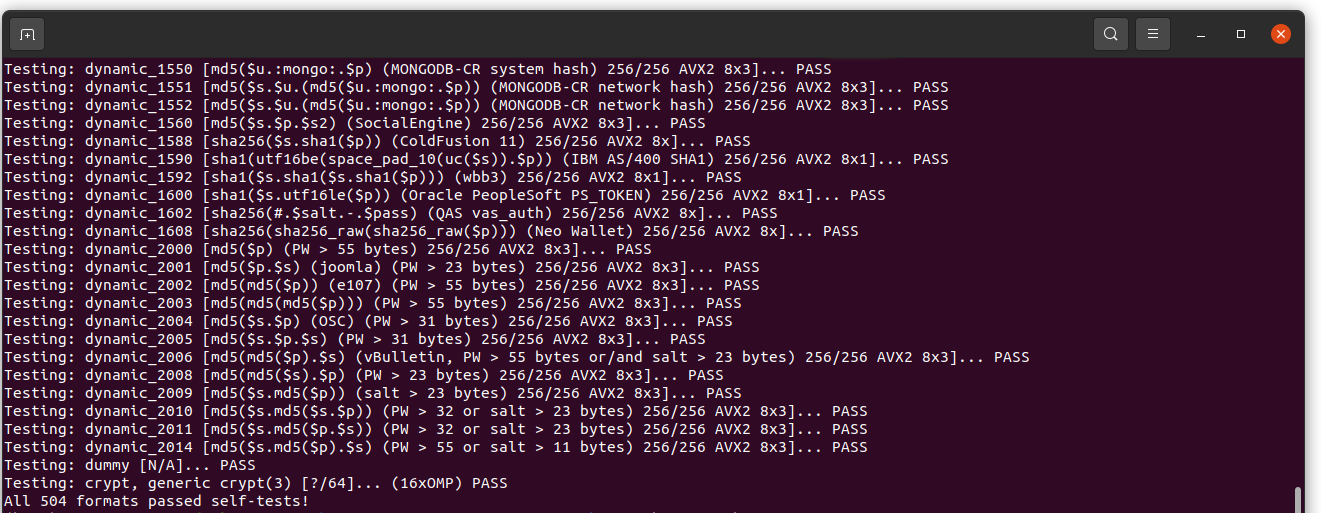 Testing: dynamic_1550 [md5($u.:mongo:.$p) (MONGODB-CR system hash) 256/256 AVX2 8x3]... PASS
Testing: dynamic_1551 [md5($s.$u.(md5($u.:mongo:.$p)) (MONGODB-CR network hash) 256/256 AVX2 8x3]... PASS
Testing: dynamic_1552 [md5($s.$u.(md5($u.:mongo:.$p)) (MONGODB-CR network hash) 256/256 AVX2 8x3]... PASS
Testing: dynamic_1560 [md5($s.$p.$s2) (SocialEngine) 256/256 AVX2 8x3]... PASS
Testing: dynamic_1588 [sha256($s.sha1($p)) (ColdFusion 11) 256/256 AVX2 8x]... PASS
Testing: dynamic_1590 [sha1(utf16be(space_pad_10(uc($s)).$p)) (IBM AS/400 SHA1) 256/256 AVX2 8x1]... PASS
Testing: dynamic_1592 [sha1($s.sha1($s.sha1($p))) (wbb3) 256/256 AVX2 8x1]... PASS
Testing: dynamic_1600 [sha1($s.utf16le($p)) (Oracle PeopleSoft PS_TOKEN) 256/256 AVX2 8x1]... PASS
Testing: dynamic_1602 [sha256(#.$salt.-.$pass) (QAS vas_auth) 256/256 AVX2 8x]... PASS
Testing: dynamic_1608 [sha256(sha256_raw(sha256_raw($p))) (Neo Wallet) 256/256 AVX2 8x]... PASS
Testing: dynamic_2000 [md5($p) (PW > 55 bytes) 256/256 AVX2 8x3]... PASS
Testing: dynamic_2001 [md5($p.$s) (joomla) (PW > 23 bytes) 256/256 AVX2 8x3]... PASS
Testing: dynamic_2002 [md5(md5($p)) (e107) (PW > 55 bytes) 256/256 AVX2 8x3]... PASS
Testing: dynamic_2003 [md5(md5(md5($p))) (PW > 55 bytes) 256/256 AVX2 8x3]... PASS
Testing: dynamic_2004 [md5($s.$p) (OSC) (PW > 31 bytes) 256/256 AVX2 8x3]... PASS
Testing: dynamic_2005 [md5($s.$p.$s) (PW > 31 bytes) 256/256 AVX2 8x3]... PASS
Testing: dynamic_2006 [md5(md5($p).$s) (vBulletin, PW > 55 bytes or/and salt > 23 bytes) 256/256 AVX2 8x3]... PASS
Testing: dynamic_2008 [md5(md5($s).$p) (PW > 23 bytes) 256/256 AVX2 8x3]... PASS
Testing: dynamic_2009 [md5($s.md5($p)) (salt > 23 bytes) 256/256 AVX2 8x3]... PASS
Testing: dynamic_2010 [md5($s.md5($s.$p)) (PW > 32 or salt > 23 bytes) 256/256 AVX2 8x3]... PASS
Testing: dynamic_2011 [md5($s.md5($p.$s)) (PW > 32 or salt > 23 bytes) 256/256 AVX2 8x3]... PASS
Testing: dynamic_2014 [md5($s.md5($p).$s) (PW > 55 or salt > 11 bytes) 256/256 AVX2 8x3]... PASS
Testing: dummy [N/A]... PASS
Testing: crypt, generic crypt(3) [?/64]... (16xOMP) PASS
All 504 formats passed self-tests!